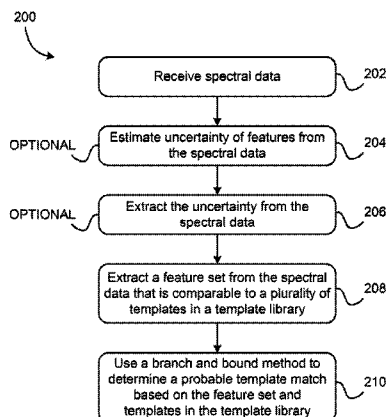 200
Receive spectral data
202
OPTIONAL
Estimate uncertainty of features from
the spectral data
204
OPTIONAL
Extract the uncertainty from the
spectral data
206
Extract a feature set from the spectral
data that is comparable to a plurality of
templates in a template library
208
Use a branch and bound method to
determine a probable template match
based on the feature set and
templates in the template library
210